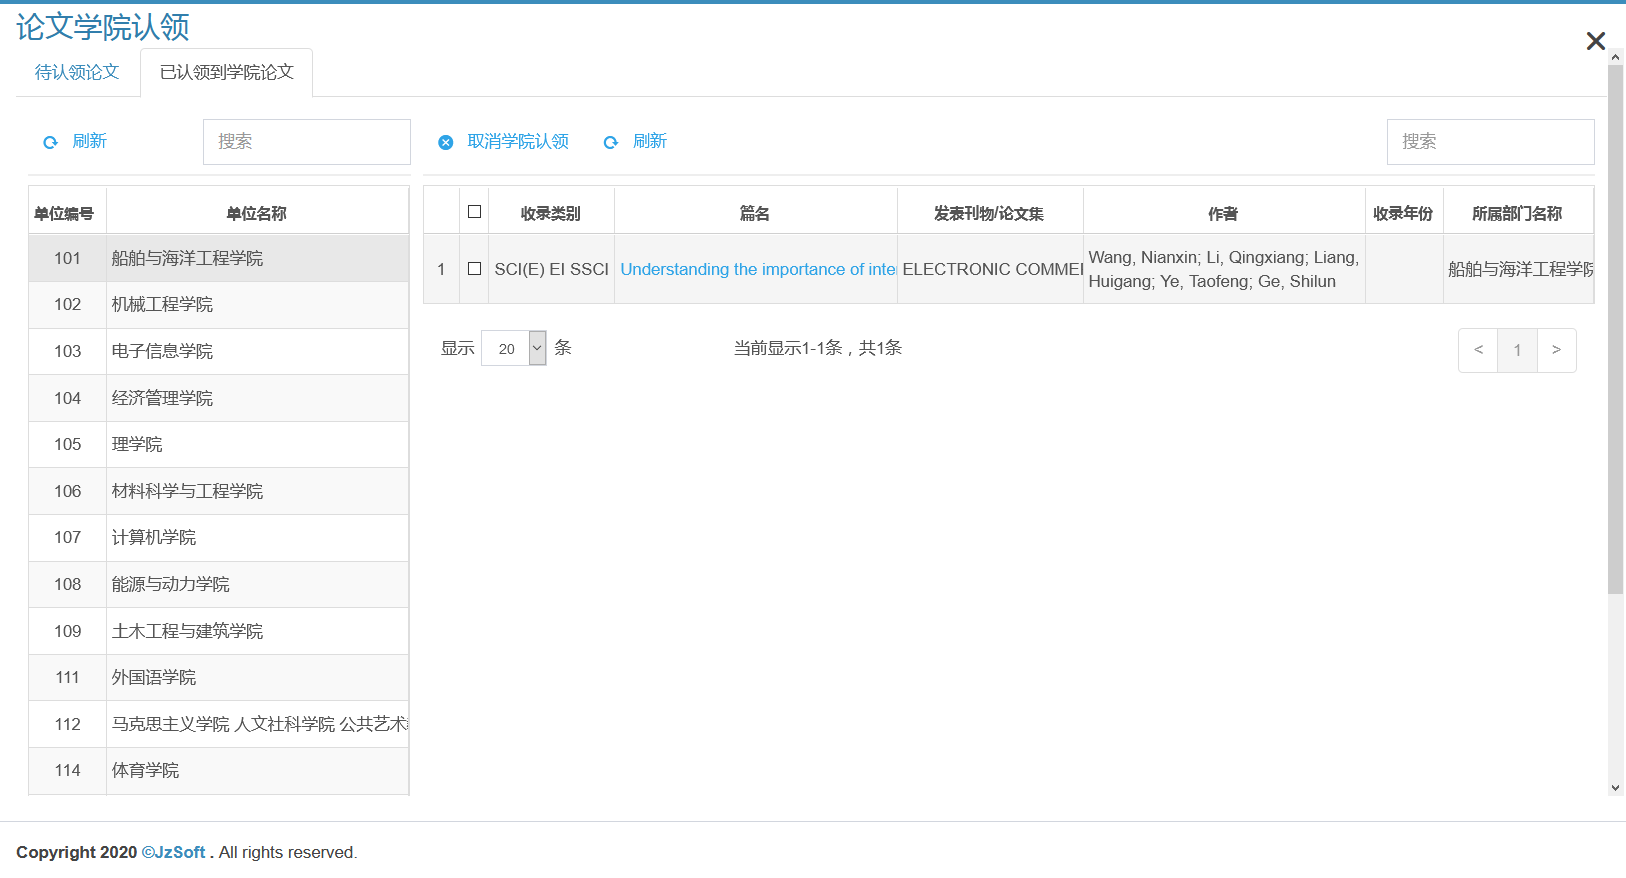 论文学院认领
待认领论文
已认领到学院论文
刷新
搜索
取消学院认领
刷新
搜索
单位编号 单位名称
101 船舶与海洋工程学院
102 机械工程学院
103 电子信息学院
104 经济管理学院
105 理学院
106 材料科学与工程学院
107 计算机学院
108 能源与动力学院
109 土木工程与建筑学院
111 外国语学院
112 马克思主义学院 人文社科学院 公共艺术
114 体育学院
收录类别 篇名 发表刊物/论文集 作者 收录年份 所属部门名称
1 SCI(E) EI SSCI Understanding the importance of inte ELECTRONIC COMME Wang, Nianxin; Li, Qingxiang; Liang, 船舶与海洋工程学院
Huigang; Ye, Taofeng; Ge, Shilun
显示 20 条 当前显示1-1条，共1条 < 1 >
Copyright 2020 ©JzSoft . All rights reserved.